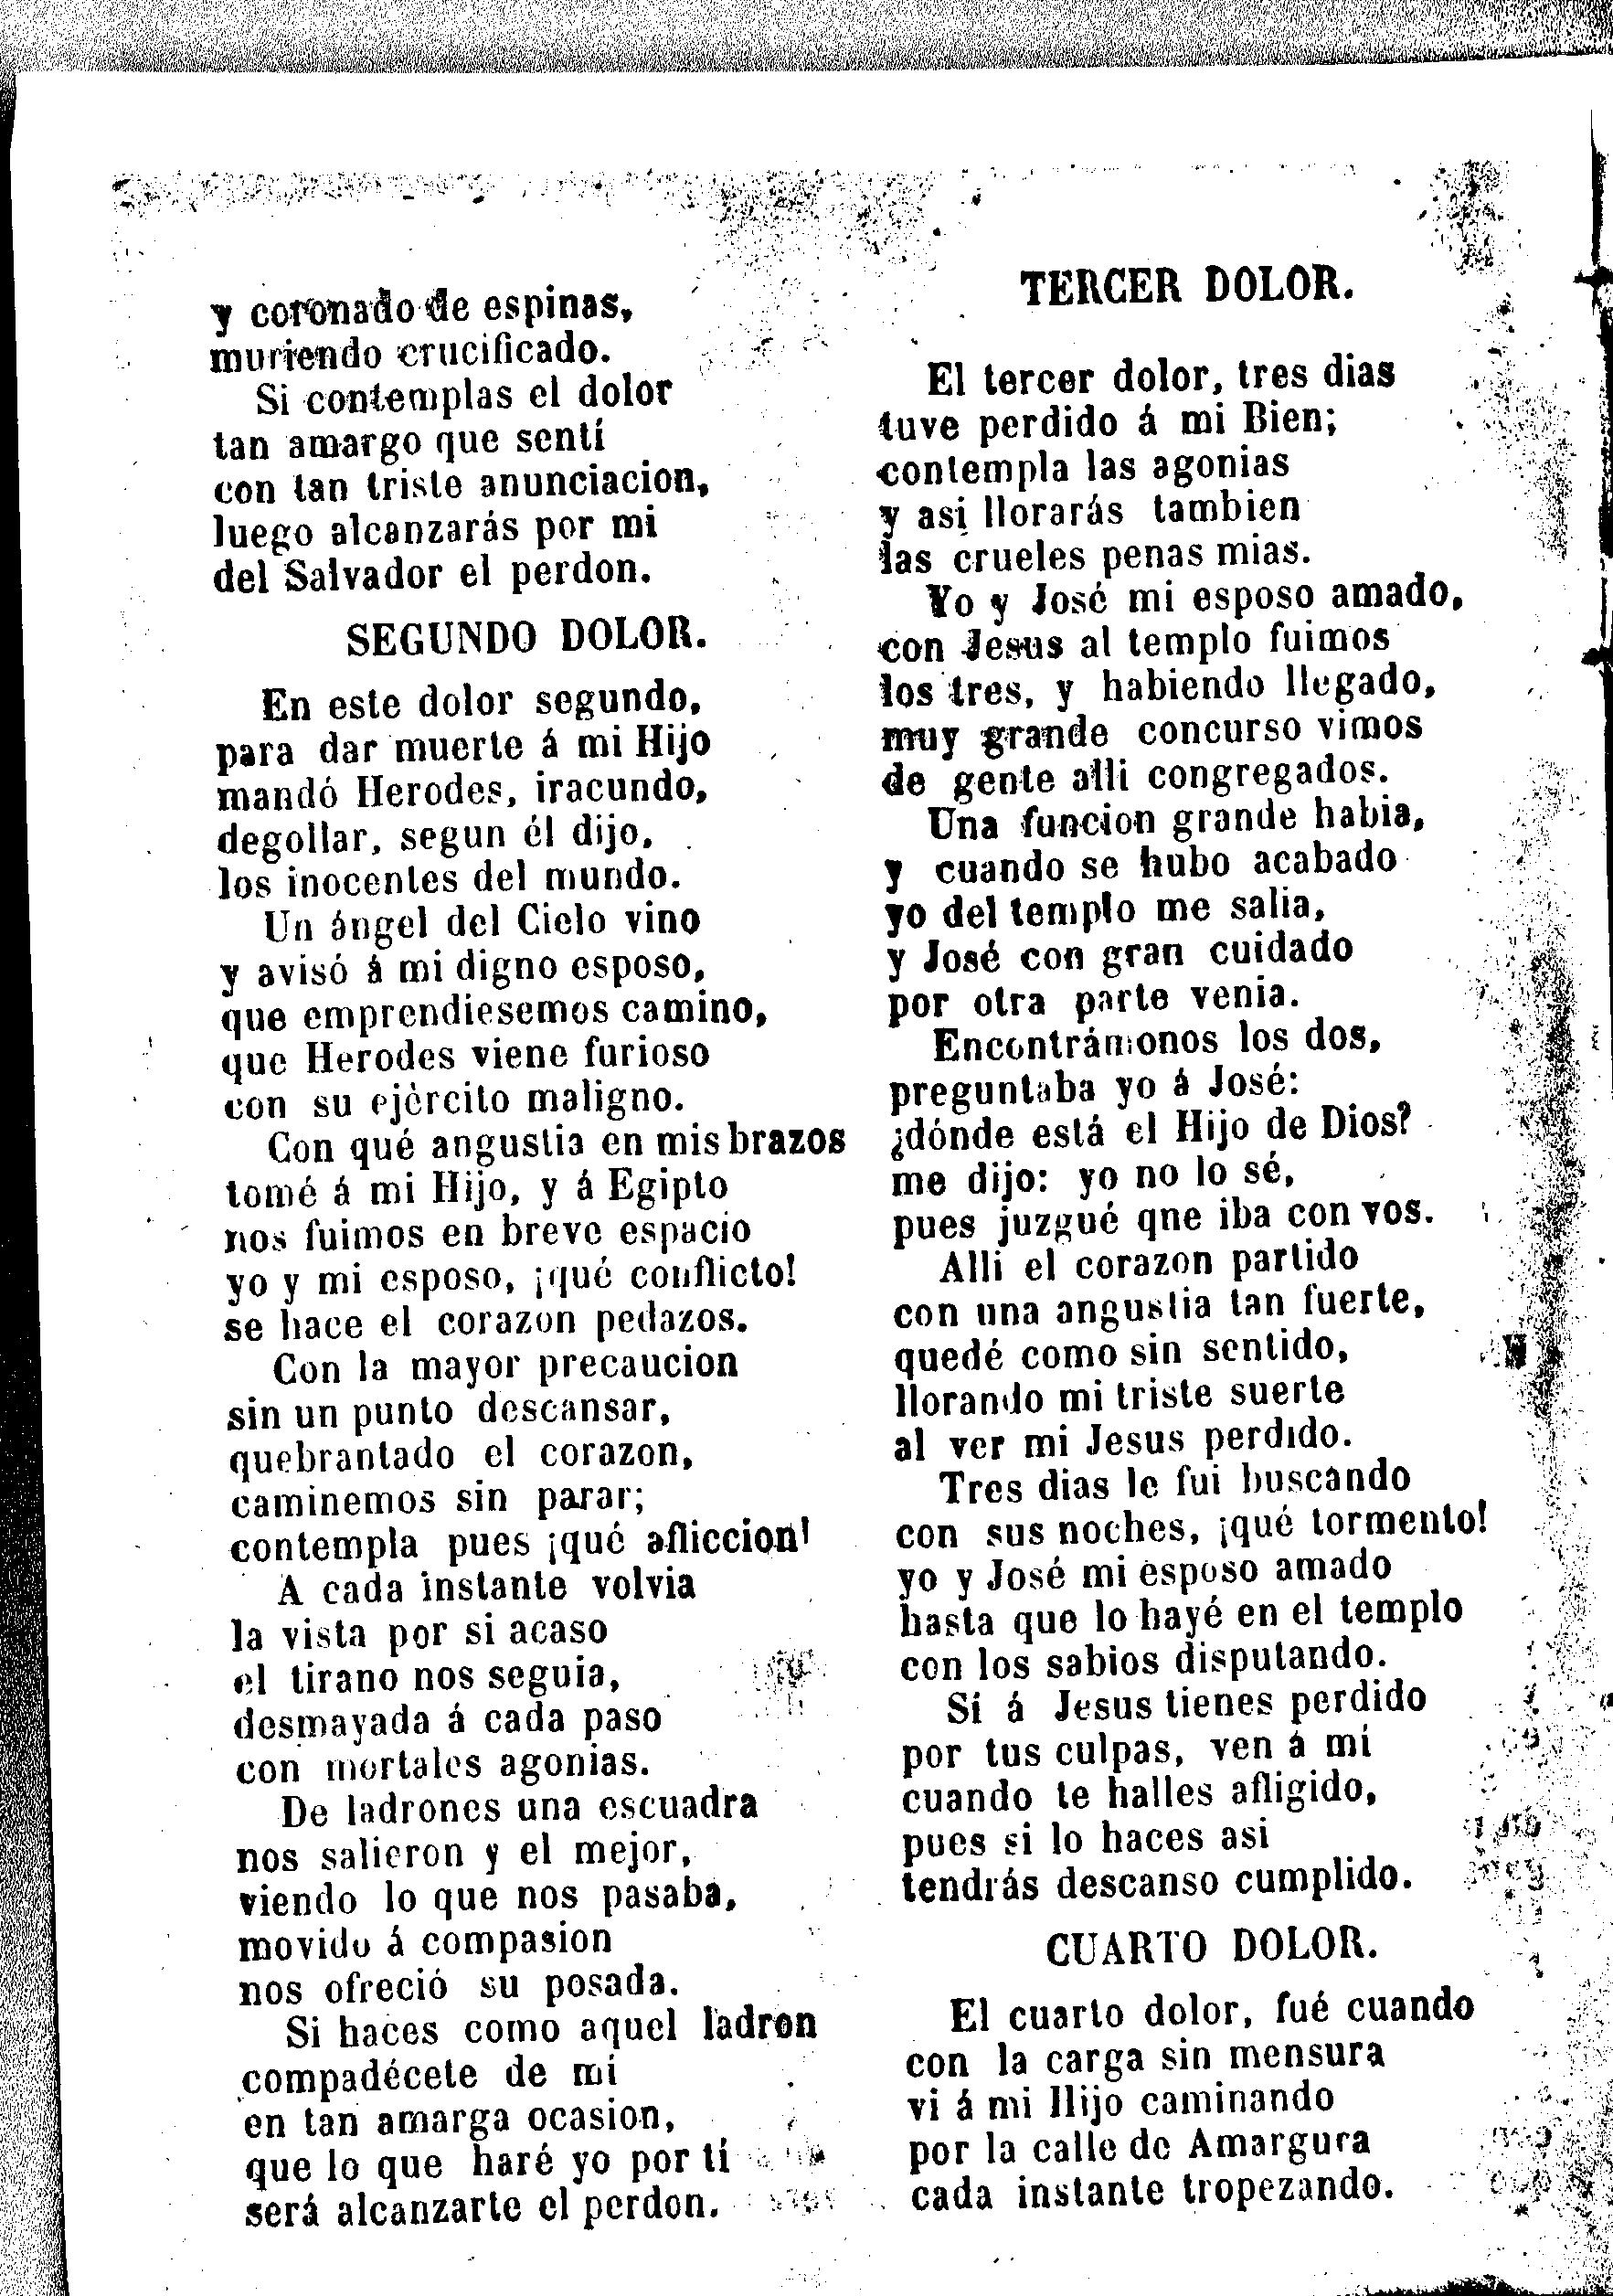 y coronado de espinas,
muriendo crucificado.
Si contemplas el dolor
tan amargo que sentí
con tan triste anunciacion,
luego alcanzarás por mi
del Salvador el perdon.
SEGUNDO DOLOR.
En este dolor segundo,
para dar muerte á mi Hijo
mandó Herodes, iracundo,
degollar, segun él dijo,
los inocentes del mundo.
Un ángel del Cielo vino
y avisó á mi digno esposo,
que emprendiesemos camino,
que Herodes viene furioso
con su ejército maligno.
Con qué angustia en mis brazos
tomé á mi Hijo, y á Egipto
nos fuimos en breve espacio
yo y mi esposo, ¡qué conflicto!
se hace el corazon pedazos.
Con la mayor precaucion
sin un punto descansar,
quebrantado el corazon,
caminemos sin parar;
contempla pues ¡qué afliccion!
A cada instante volvia
la vista por si acaso
el tirano nos seguia,
desmayada á cada paso
con mortales agonias.
De ladrones una escuadra
nos salieron y el mejor,
viendo lo que nos pasaba,
movido á compasion
nos ofreció su posada.
Si haces como aquel ladron
compadécete de mí
en tan amarga ocasion,
que lo que haré yo por tí
será alcanzarte el perdon.
TERCER DOLOR.
El tercer dolor, tres dias
tuve perdido á mi Bien;
contempla las agonias
y asi llorarás tambien
las crueles penas mias.
Yo y José mi esposo amado,
con Jesus al templo fuimos
los tres, y habiendo llegado,
muy grande concurso vimos
de gente alli congregados.
Una funcion grande habia,
y cuando se hubo acabado
yo del templo me salia,
y José con gran cuidado
por otra parte venia.
Encontrámonos los dos,
preguntaba yo á José:
¿dónde está el Hijo de Dios?
me dijo: yo no lo sé,
pues juzgué qne iba con vos.
Alli el corazon partido
con una angustia tan fuerte,
quedé como sin sentido,
llorando mi triste suerte
al ver mi Jesus perdido.
Tres dias le fui buscando
con sus noches, ¡qué tormento!
yo y José mi esposo amado
hasta que lo hayé en el templo
con los sabios disputando.
Si á Jesus tienes perdido
por tus culpas, ven á mí
cuando te halles afligido,
pues si lo haces asi
tendrás descanso cumplido.
CUARTO DOLOR.
El cuarto dolor, fué cuando
con la carga sin mensura
vi á mi Hijo caminando
por la calle de Amargura
cada instante tropezando.